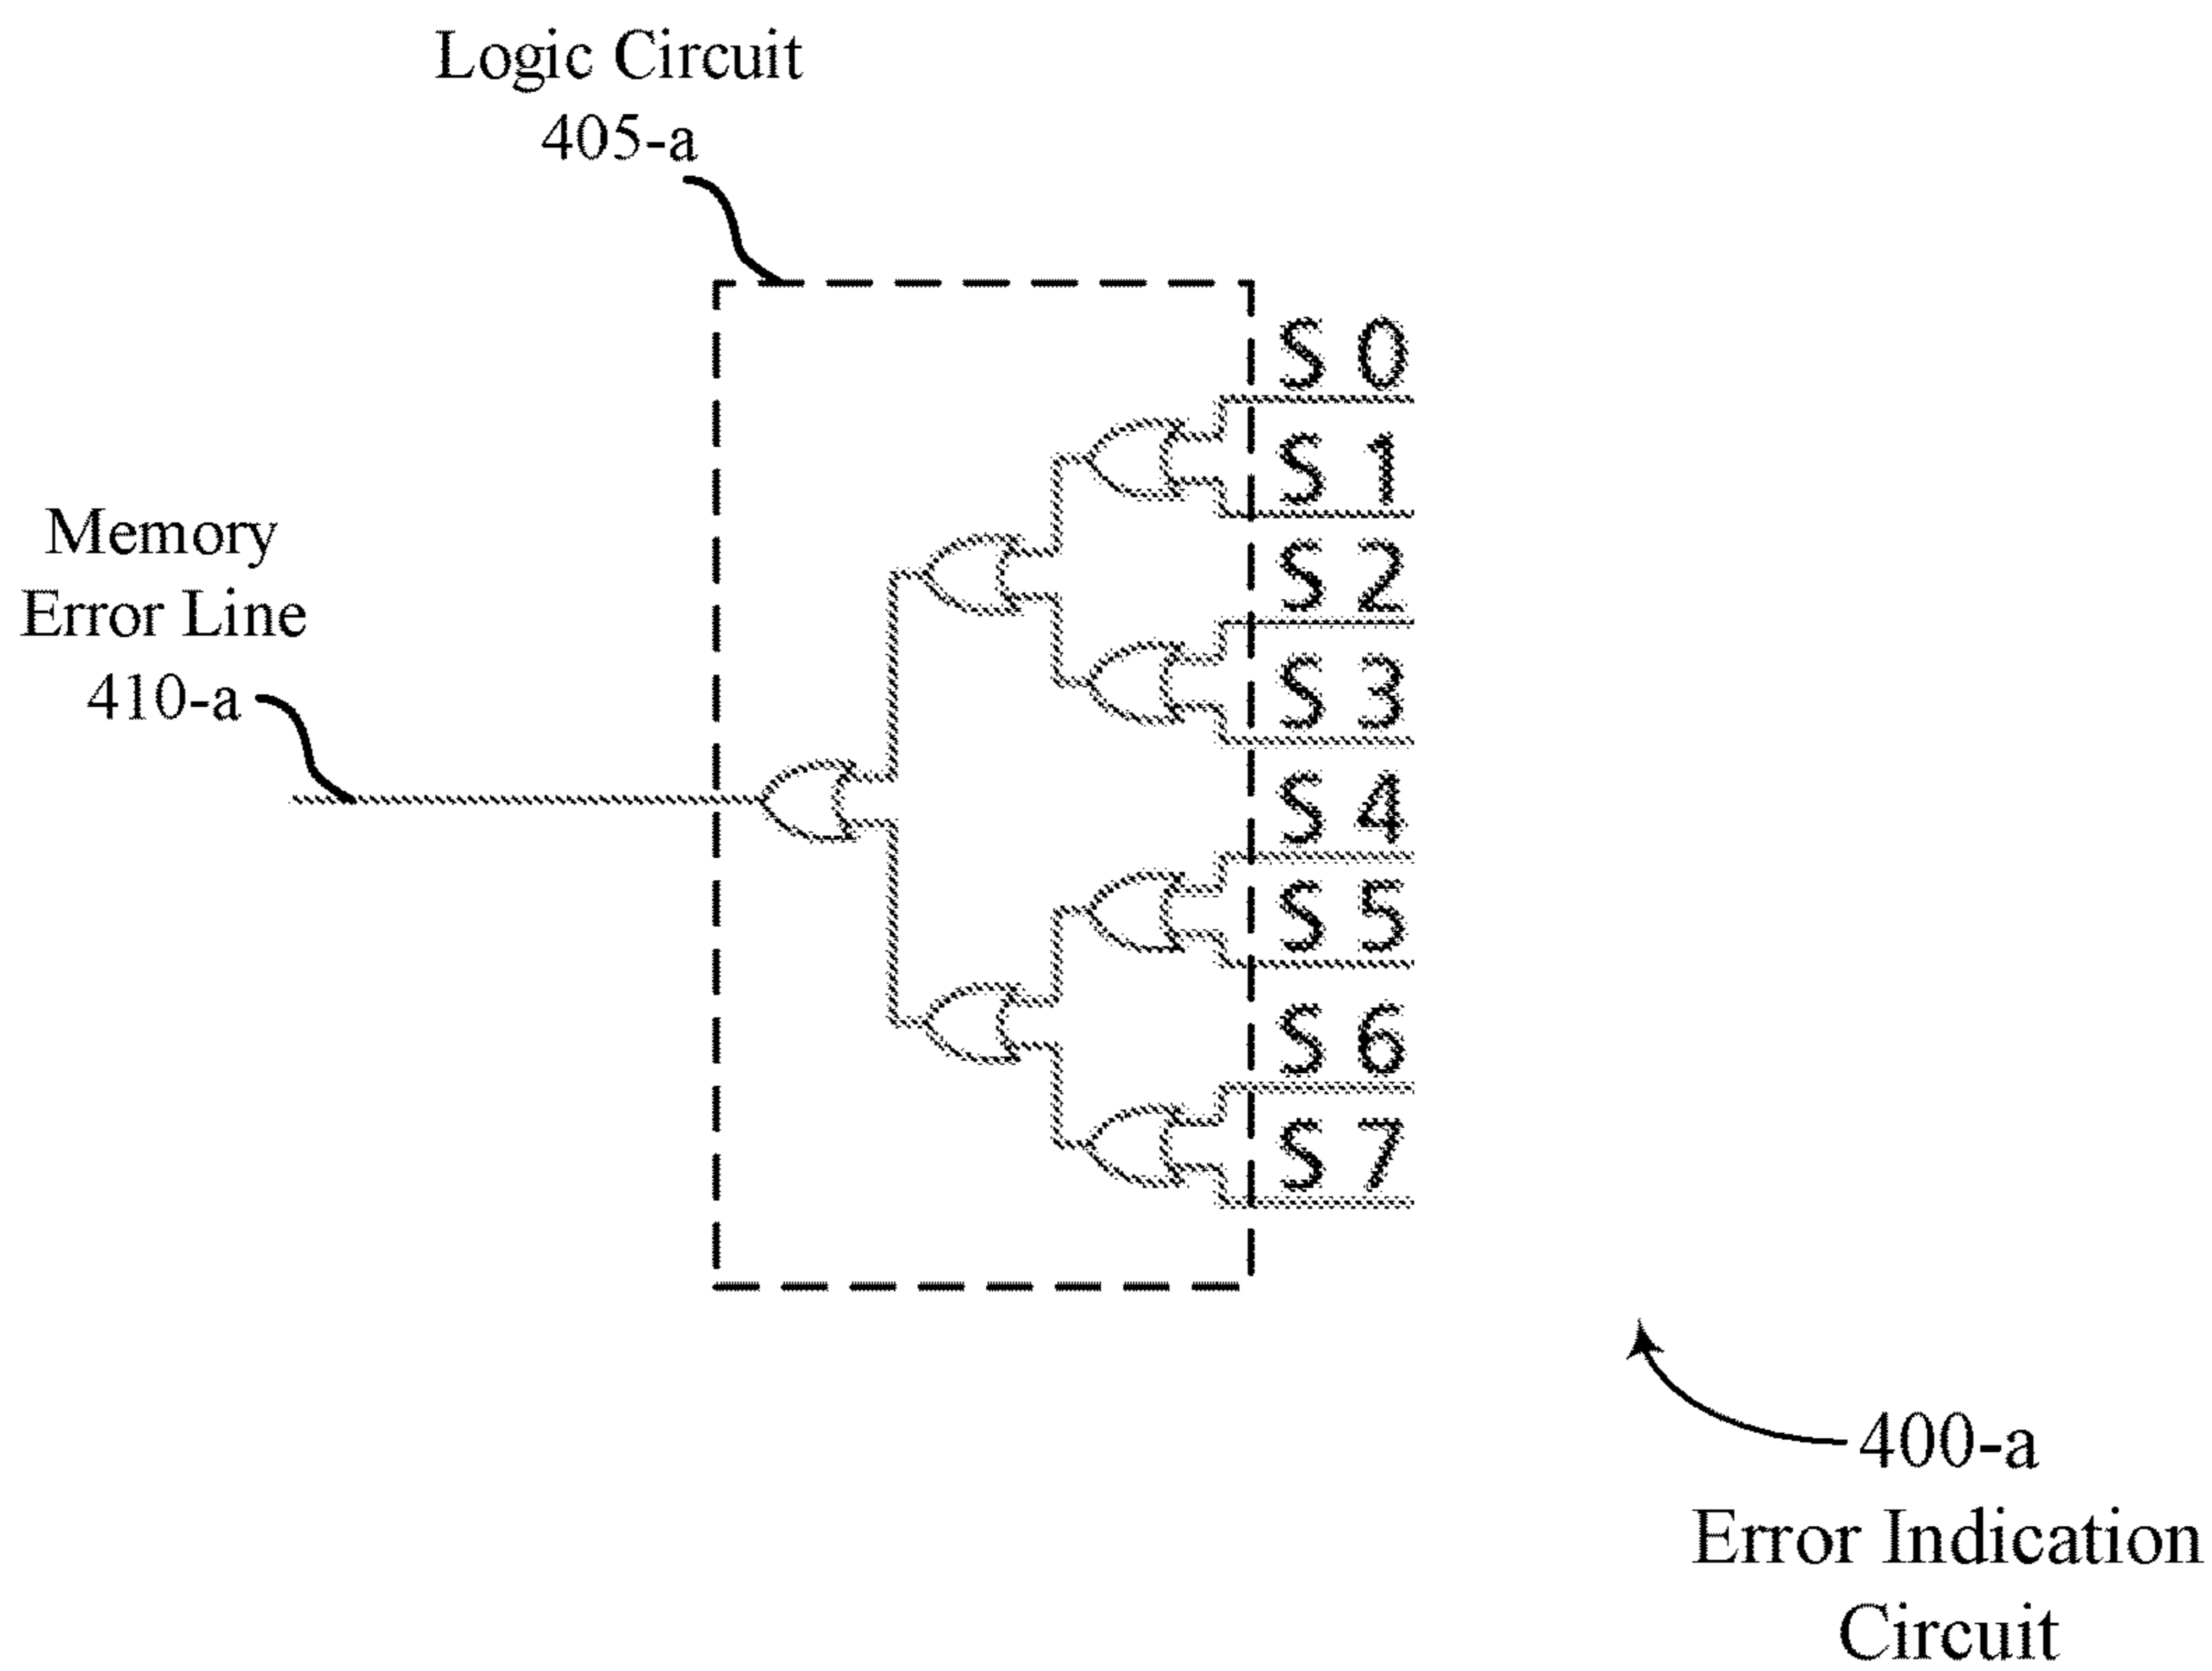 Logic Circuit
405-a
Memory
Error Line
410-a
S 0
S 1
S 2
S 3
S 4
S 5
S 6
S 7
400-a
Error Indication
Circuit